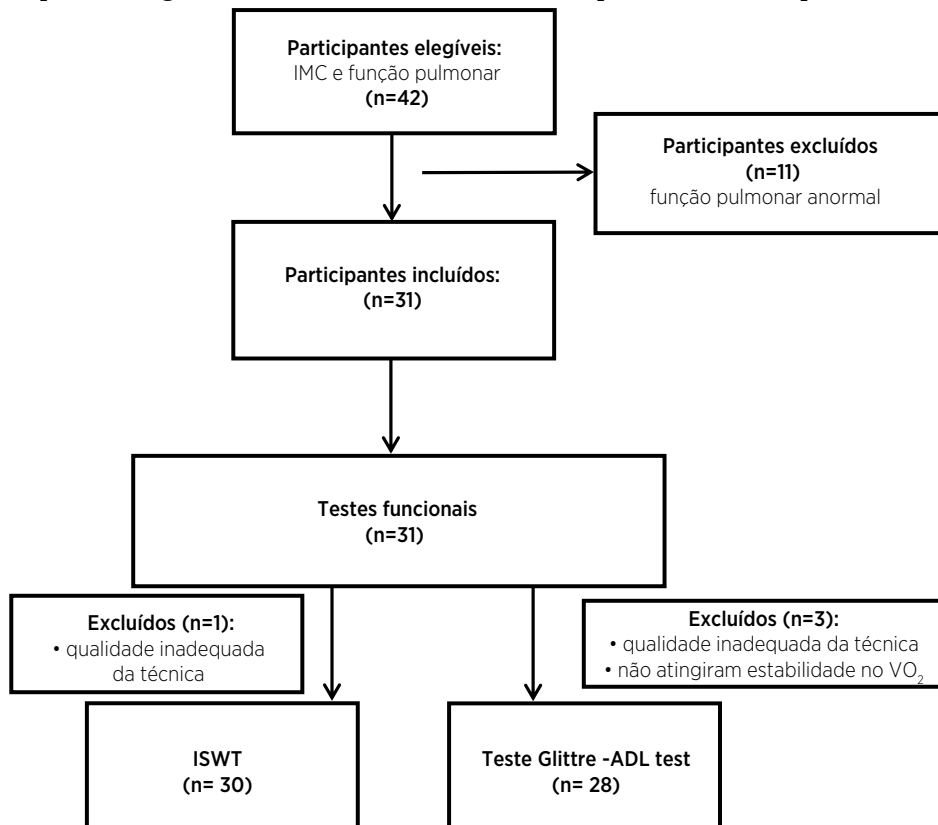 Participantes elegíveis:
IMC e função pulmonar
(n=42)
Participantes excluídos
(n=11)
função pulmonar anormal
Participantes incluídos:
(n=31)
Testes funcionais
(n=31)
Excluídos (n=1):
• qualidade inadequada
da técnica
Excluídos (n=3):
• qualidade inadequada da técnica
• não atingiram estabilidade no VO₂
ISWT
(n= 30)
Teste Glittre -ADL test
(n= 28)